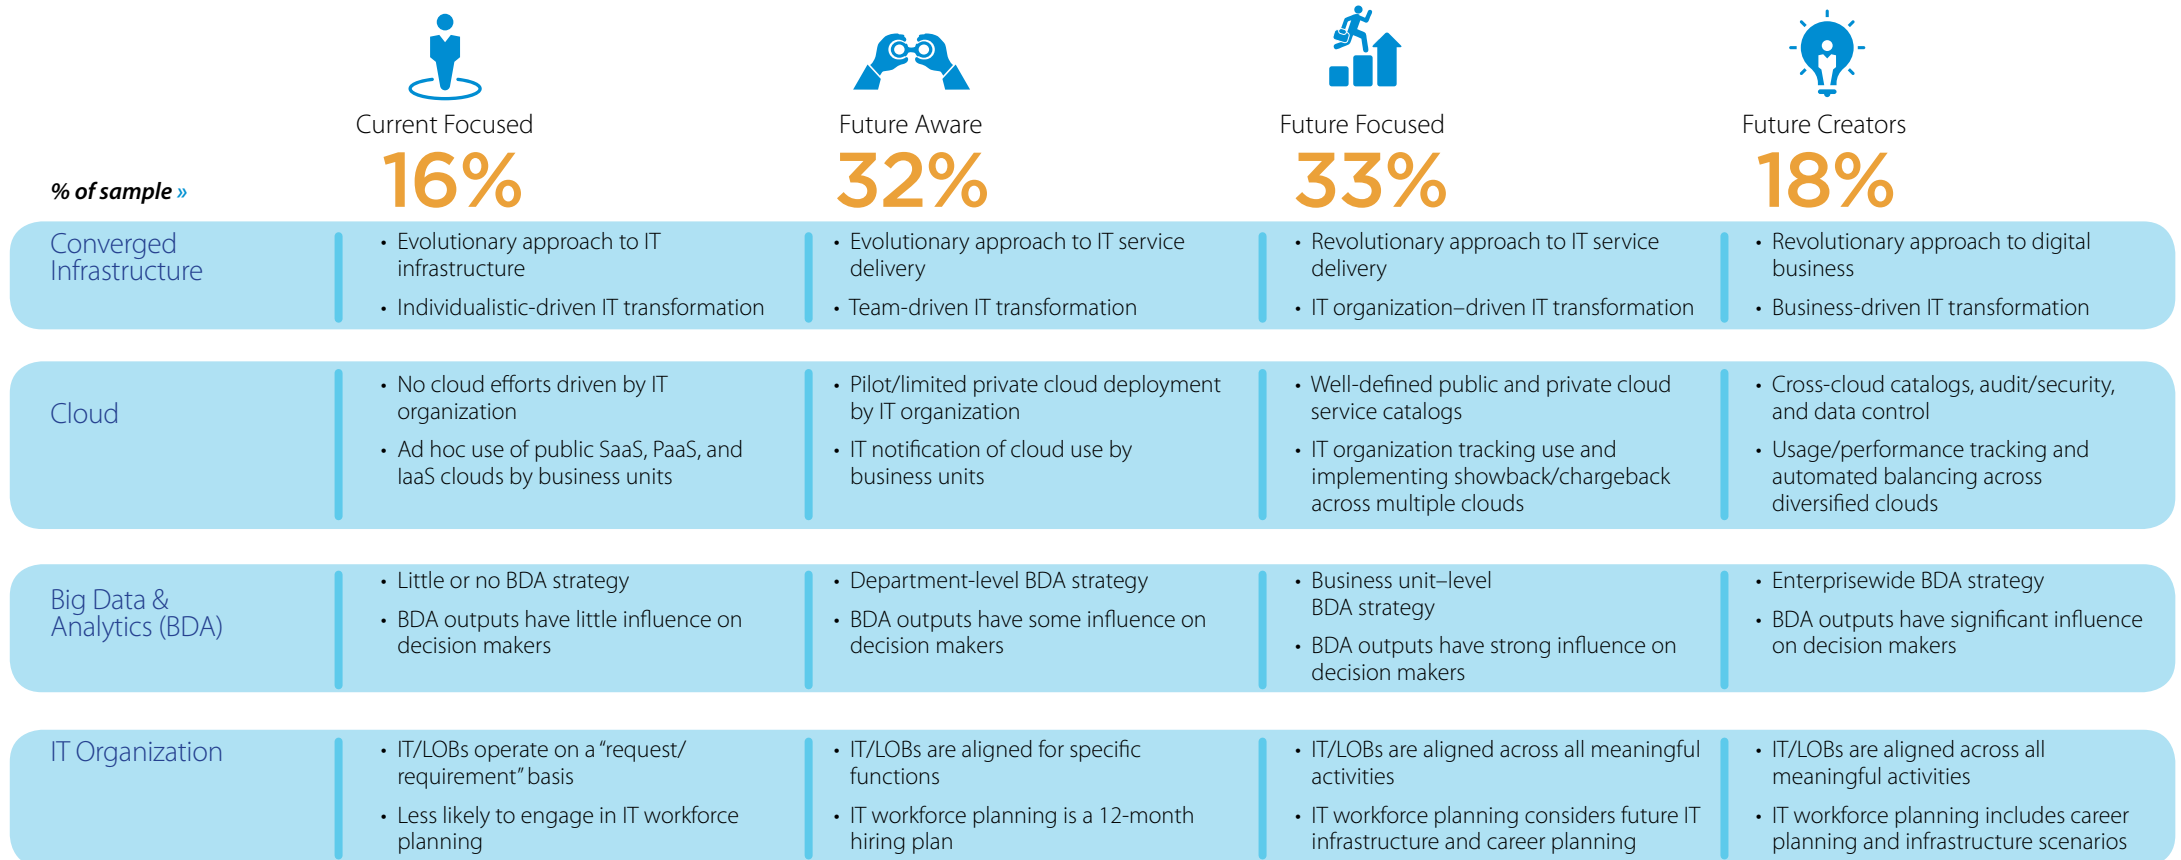 Current Focused
Future Aware
Future Focused
Future Creators
% of sample »
16%
32%
33%
18%
Converged
Infrastructure
• Evolutionary approach to IT
infrastructure
• Individualistic-driven IT transformation
• Evolutionary approach to IT service
delivery
• Team-driven IT transformation
• Revolutionary approach to IT service
delivery
• IT organization–driven IT transformation
• Revolutionary approach to digital
business
• Business-driven IT transformation
Cloud
• No cloud efforts driven by IT
organization
• Ad hoc use of public SaaS, PaaS, and
IaaS clouds by business units
• Pilot/limited private cloud deployment
by IT organization
• IT notification of cloud use by
business units
• Well-defined public and private cloud
service catalogs
• IT organization tracking use and
implementing showback/chargeback
across multiple clouds
• Cross-cloud catalogs, audit/security,
and data control
• Usage/performance tracking and
automated balancing across
diversified clouds
Big Data &
Analytics (BDA)
• Little or no BDA strategy
• BDA outputs have little influence on
decision makers
• Department-level BDA strategy
• BDA outputs have some influence on
decision makers
• Business unit–level
BDA strategy
• BDA outputs have strong influence on
decision makers
• Enterprisewide BDA strategy
• BDA outputs have significant influence
on decision makers
IT Organization
• IT/LOBs operate on a “request/
requirement” basis
• Less likely to engage in IT workforce
planning
• IT/LOBs are aligned for specific
functions
• IT workforce planning is a 12-month
hiring plan
• IT/LOBs are aligned across all meaningful
activities
• IT workforce planning considers future IT
infrastructure and career planning
• IT/LOBs are aligned across all
meaningful activities
• IT workforce planning includes career
planning and infrastructure scenarios